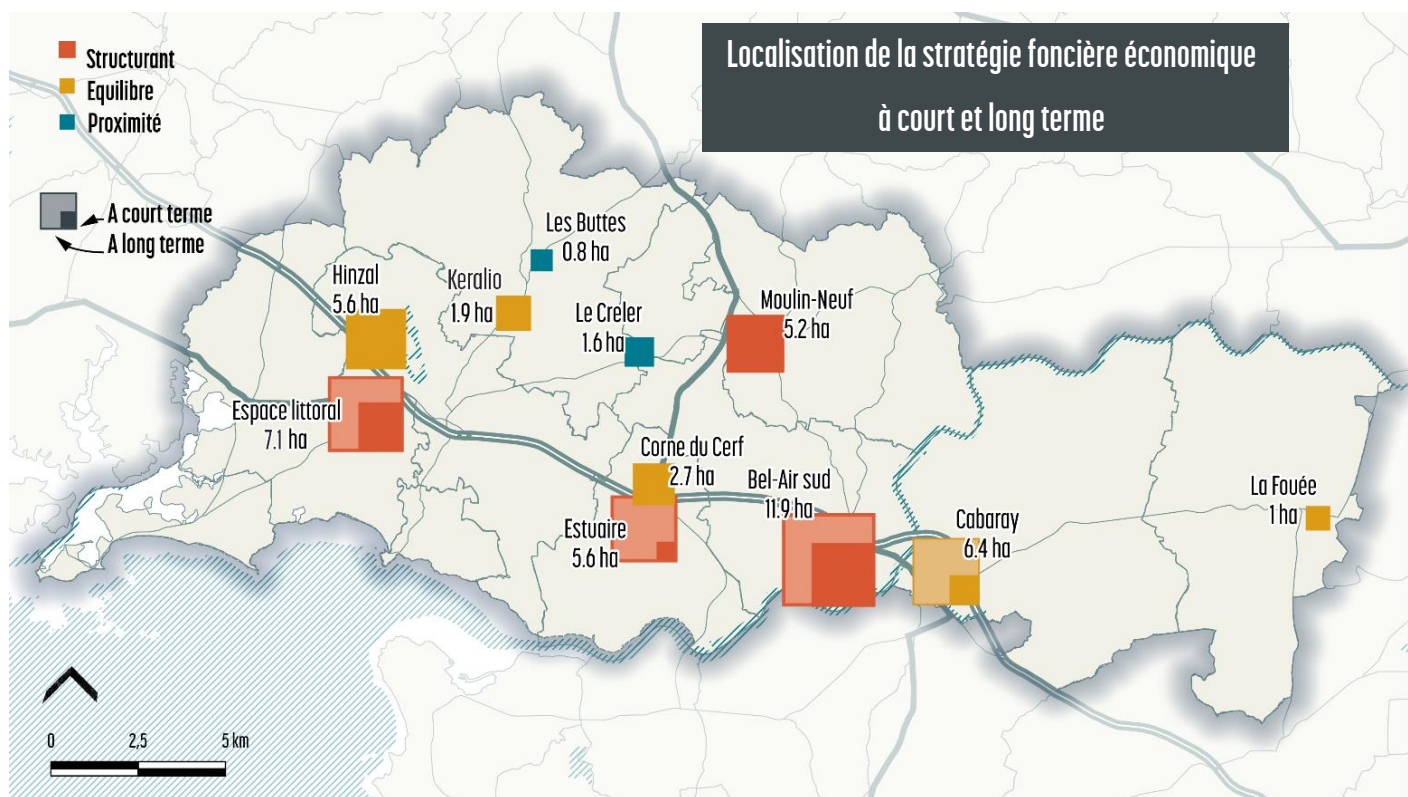 Localisation de la stratégie foncière économique
à court et long terme
Structurant
Equilibre
Proximité
A court terme
A long terme
Les Buttes
0.8 ha
Hinzal
5.6 ha
Keralio
1.9 ha
Le Creler
1.6 ha
Moulin-Neuf
5.2 ha
Espace littoral
7.1 ha
Corne du Cerf
2.7 ha
Bel-Air sud
11.9 ha
Estuaire
5.6 ha
Cabaray
6.4 ha
La Fouée
1 ha
0 2,5 5 km